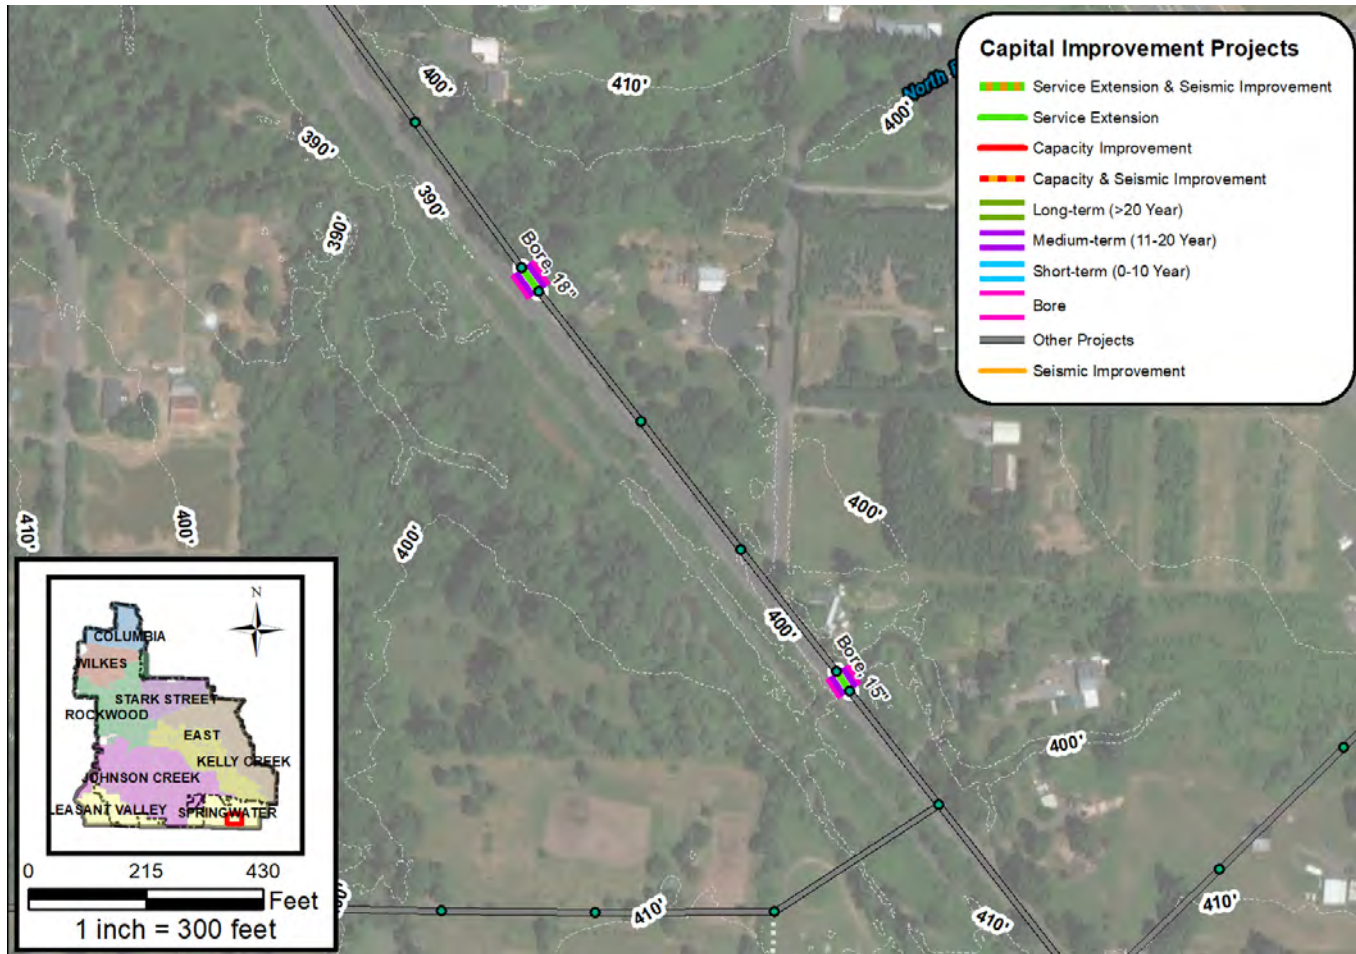 Capital Improvement Projects
Service Extension & Seismic Improvement
Service Extension
Capacity Improvement
Capacity & Seismic Improvement
Long-term (>20 Year)
Medium-term (11-20 Year)
Short-term (0-10 Year)
Bore
Other Projects
Seismic Improvement
400'
410'
North
400'
390'
390'
390'
Bore, 18"
410'
400'
400'
400'
400'
Bore, 15"
400'
410'
410'
410'
N
COLUMBIA
WILKES
STARK STREET
ROCKWOOD
EAST
KELLY CREEK
JOHNSON CREEK
LEASANT VALLEY
SPRINGWATER
0 215 430
Feet
1 inch = 300 feet